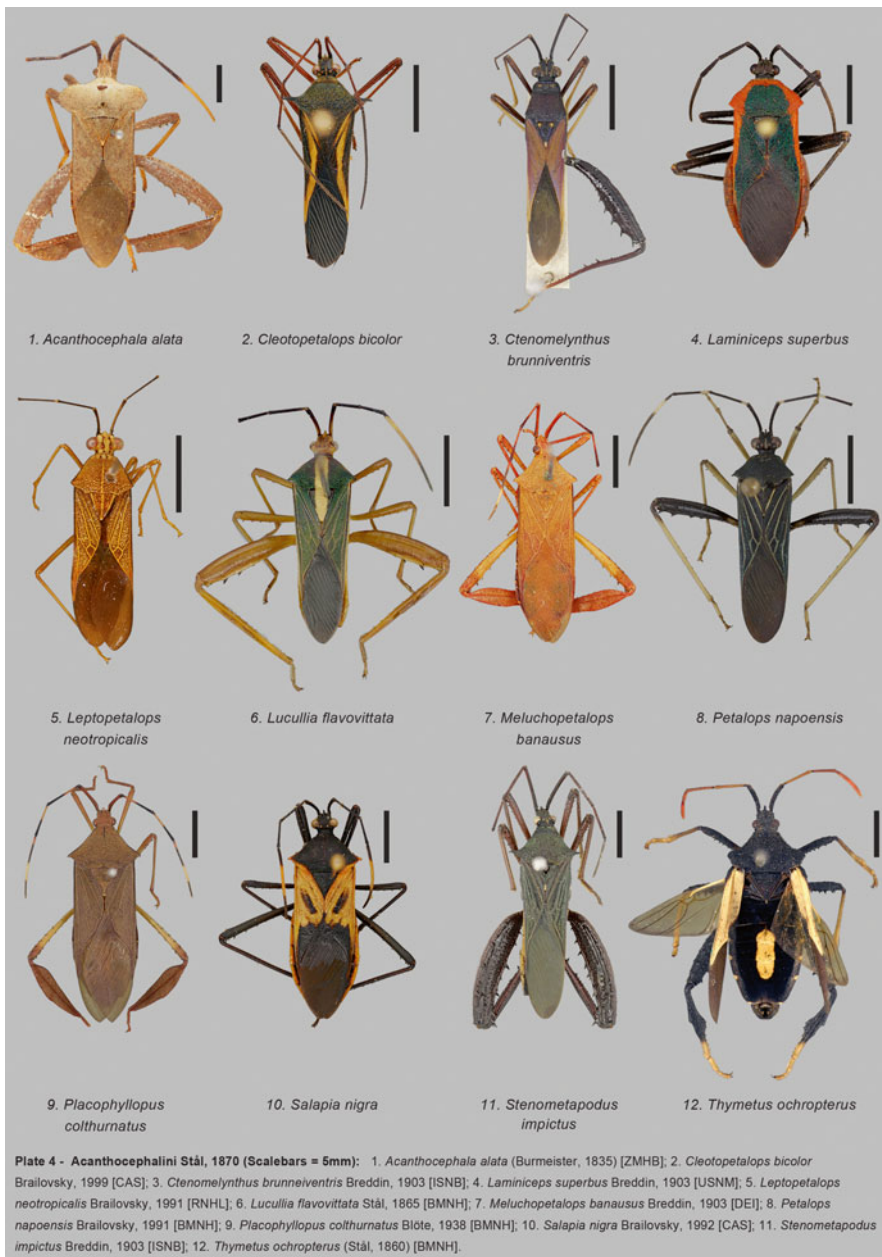 1. Acanthocephala alata
2. Cleotopetalops bicolor
3. Ctenomelynthus
brunniventris
4. Laminiceps superbus
5. Leptopetalops
neotropicalis
6. Lucullia flavovittata
7. Meluchopetalops
banausus
8. Petalops napoensis
9. Placophyllopus
colthurnatus
10. Salapia nigra
11. Stenometapodus
impictus
12. Thymetus ochropterus
Plate 4 - Acanthocephalini Stål, 1870 (Scalebars = 5mm): 1. Acanthocephala alata (Burmeister, 1835) [ZMHB]; 2. Cleotopetalops bicolor
Brailovsky, 1999 [CAS]; 3. Ctenomelynthus brunneiventris Breddin, 1903 [ISNB]; 4. Laminiceps superbus Breddin, 1903 [USNM]; 5. Leptopetalops
neotropicalis Brailovsky, 1991 [RNHL]; 6. Lucullia flavovittata Stål, 1865 [BMNH]; 7. Meluchopetalops banausus Breddin, 1903 [DEI]; 8. Petalops
napoensis Brailovsky, 1991 [BMNH]; 9. Placophyllopus colthurnatus Blöte, 1938 [BMNH]; 10. Salapia nigra Brailovsky, 1992 [CAS]; 11. Stenometapodus
impictus Breddin, 1903 [ISNB]; 12. Thymetus ochropterus (Stål, 1860) [BMNH].